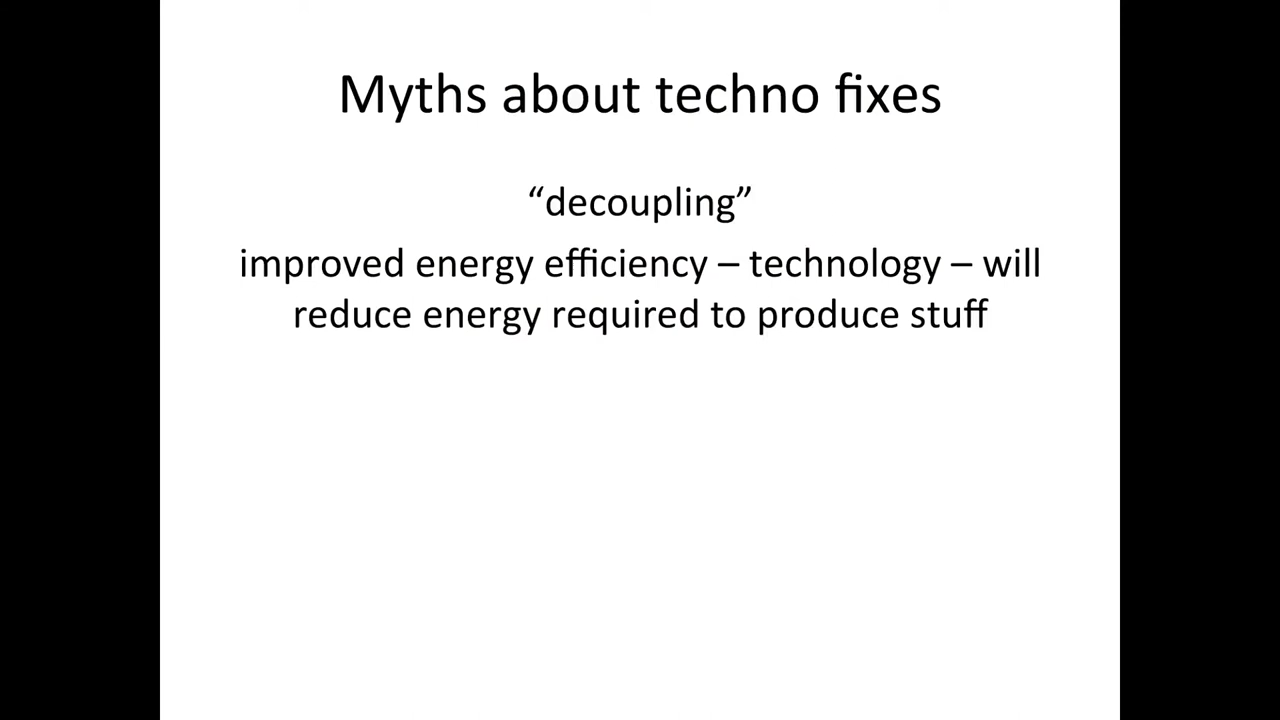 Myths about techno fixes
“decoupling”
improved energy efficiency – technology – will
reduce energy required to produce stuff